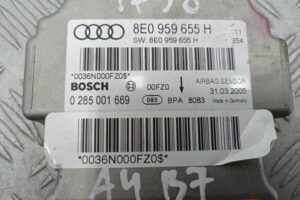 8E0 959 655 H
SW: 8E0 959 655 H
11
354
*0036N000FZ0$*
BOSCH
00FZ0
AIRBAG SENSOR
31.03.2005
0 285 001 669
085
BPA 8083
Made in Germany
*0036N000FZ0$*
A4 B7